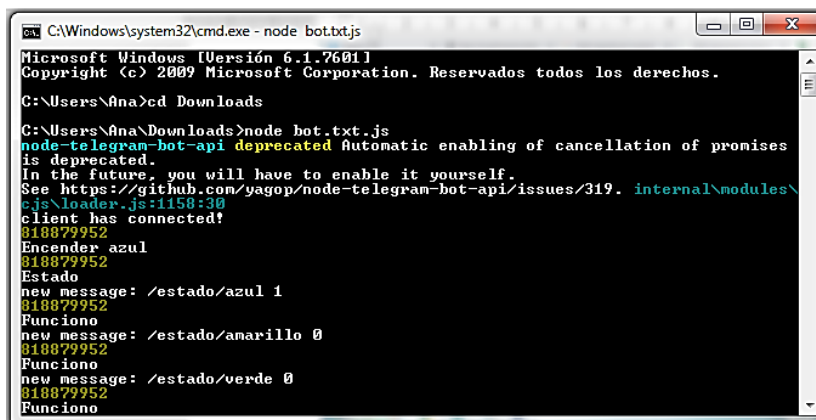 C:\Windows\system32\cmd.exe - node bot.txt.js
Microsoft Windows [Versión 6.1.7601]
Copyright (c) 2009 Microsoft Corporation. Reservados todos los derechos.
C:\Users\Ana>cd Downloads
C:\Users\Ana\Downloads>node bot.txt.js
node-telegram-bot-api deprecated Automatic enabling of cancellation of promises
is deprecated.
In the future, you will have to enable it yourself.
See https://github.com/yagop/node-telegram-bot-api/issues/319. internal\modules\
cjs\loader.js:1158:30
client has connected!
818879952
Encender azul
818879952
Estado
new message: /estado/azul 1
818879952
Funciono
new message: /estado/amarillo 0
818879952
Funciono
new message: /estado/verde 0
818879952
Funciono